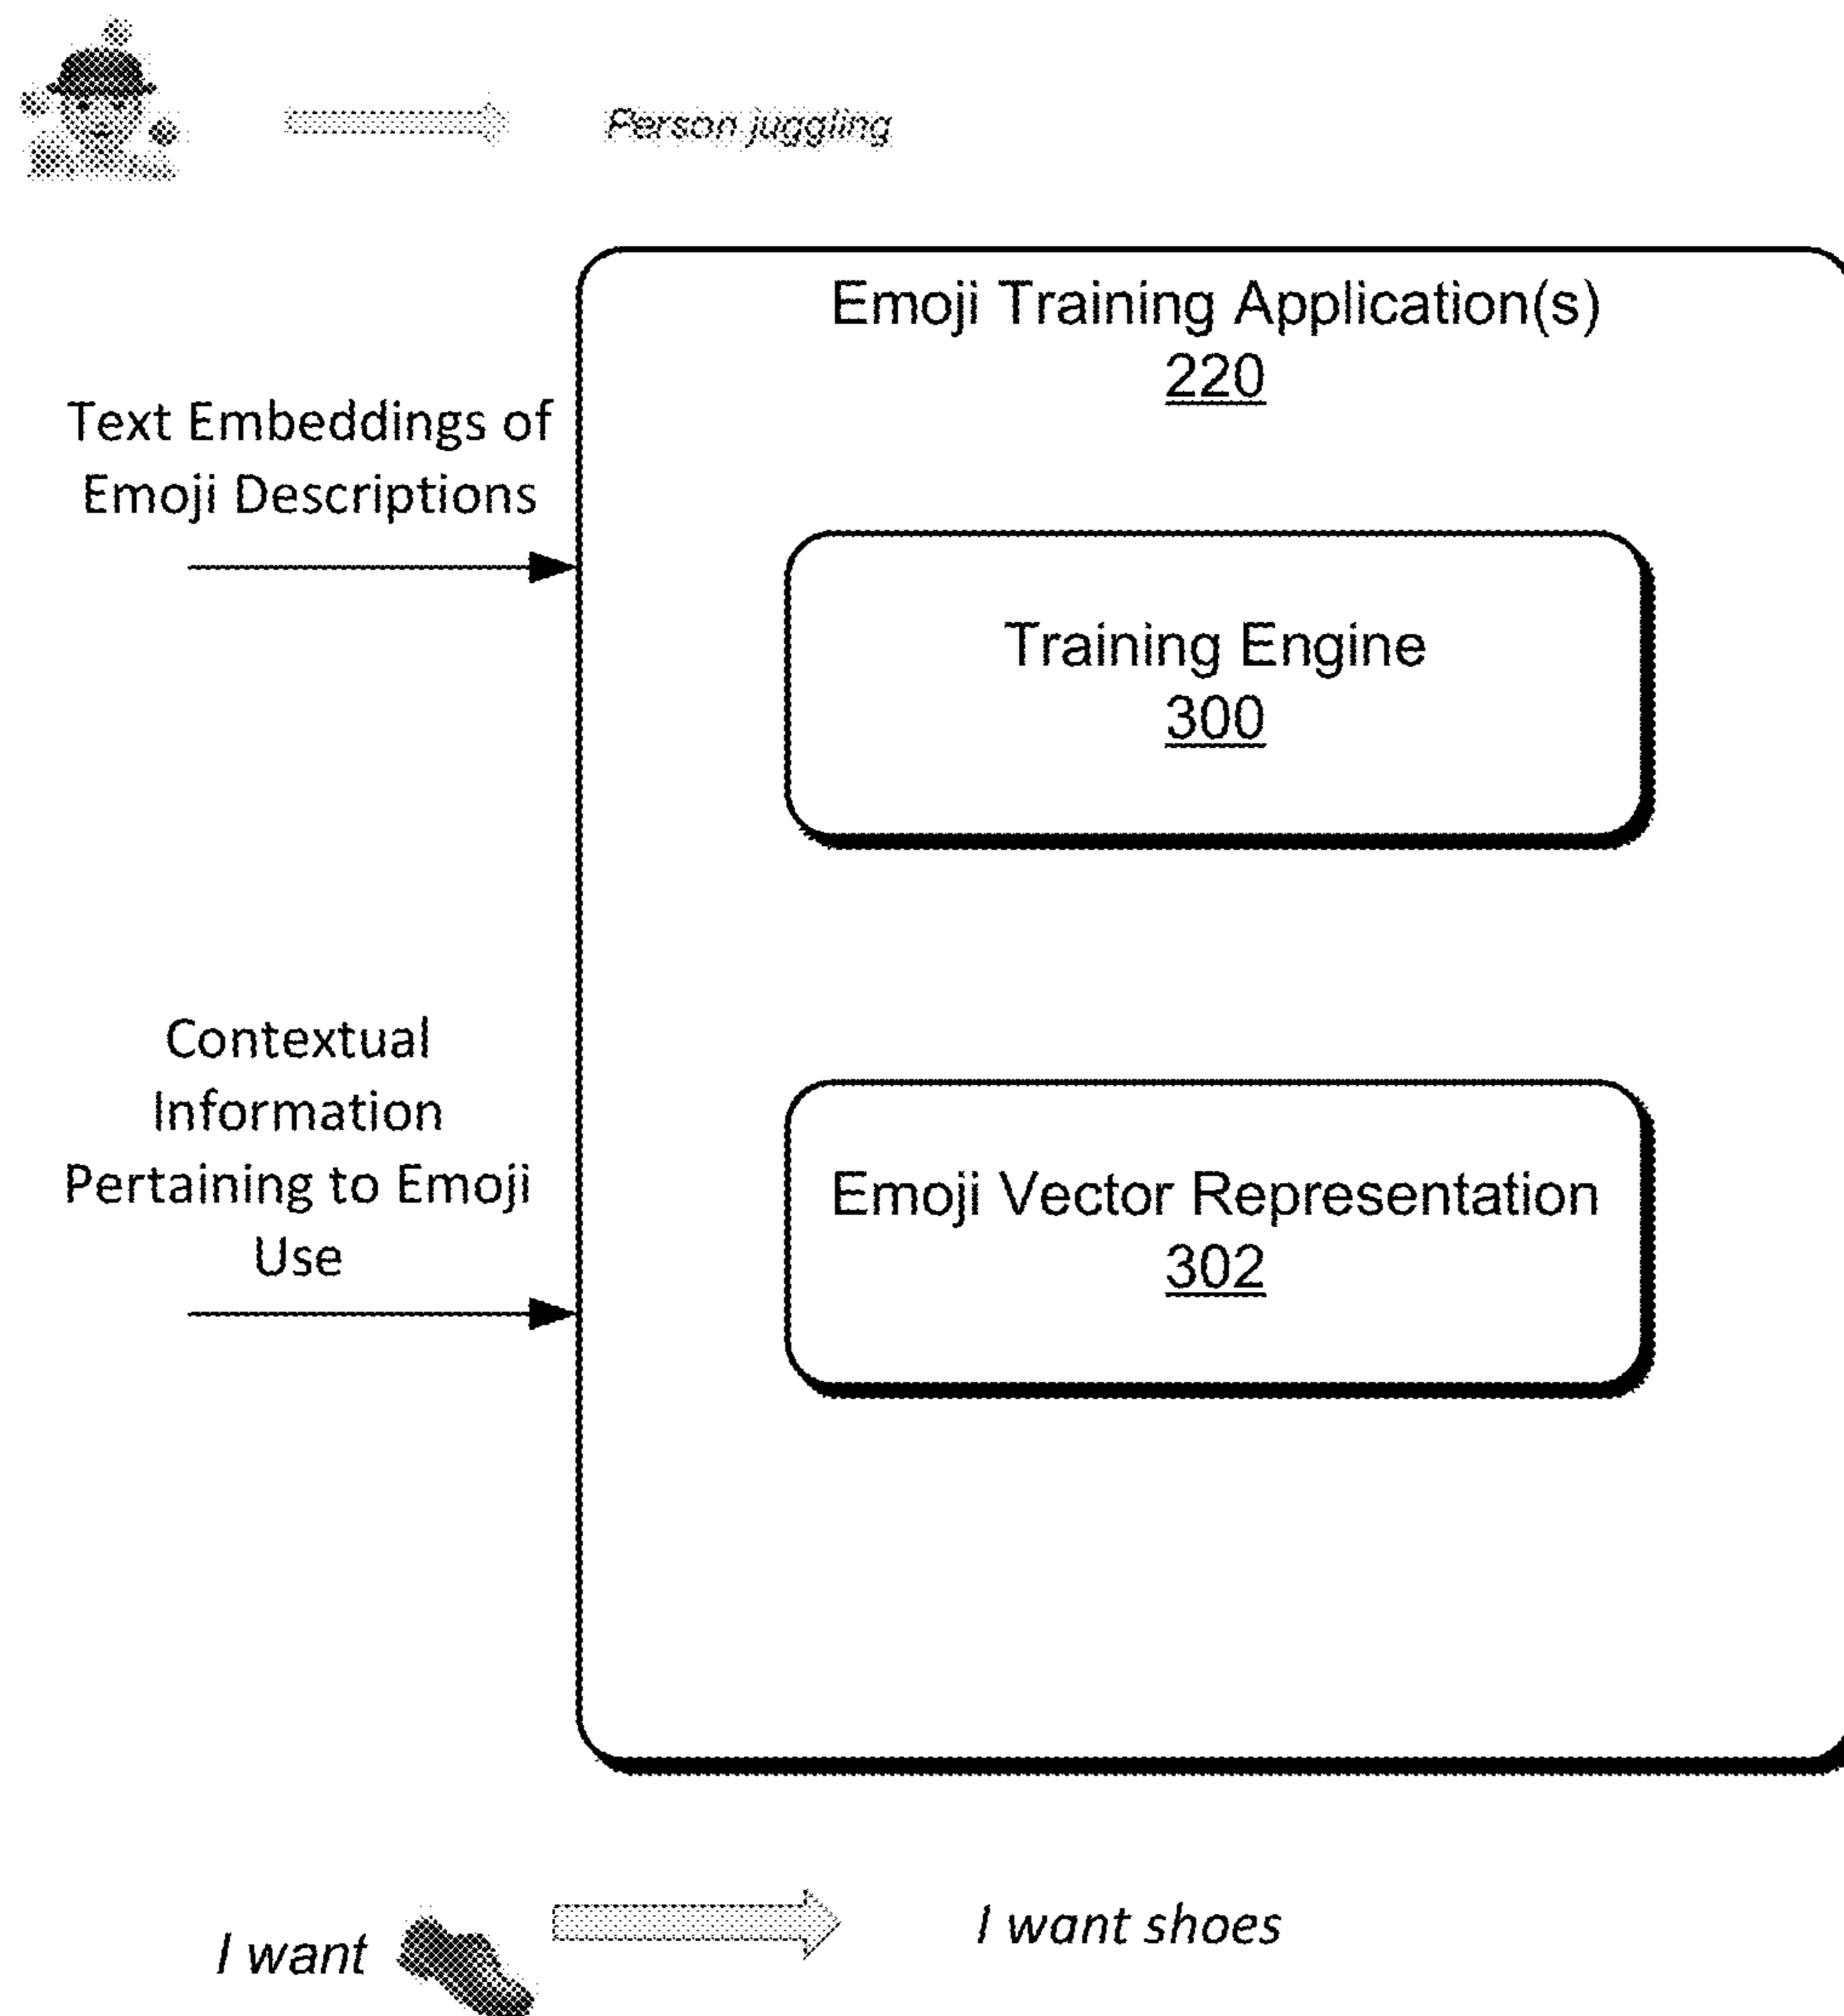 Person juggling
Emoji Training Application(s)
220
Text Embeddings of
Emoji Descriptions
Training Engine
300
Contextual
Information
Pertaining to Emoji
Use
Emoji Vector Representation
302
I want
I want shoes